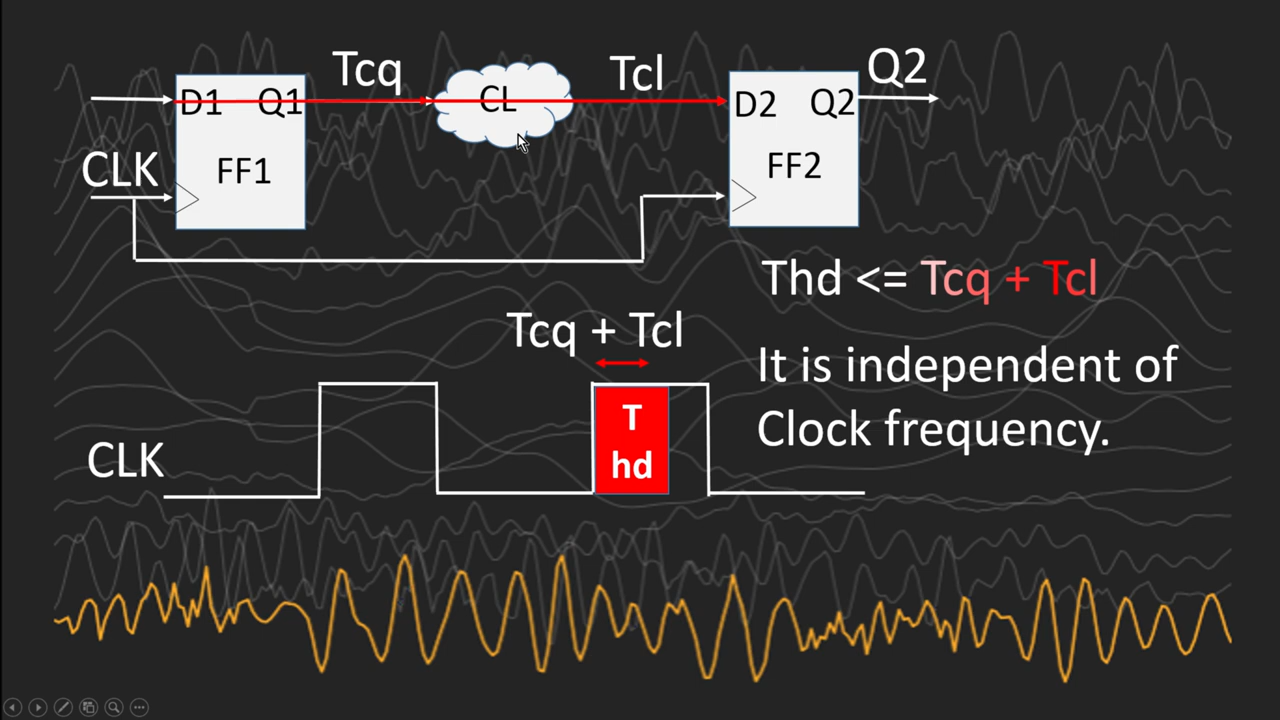 Tcq
CL
Tcl
Q2
D1 Q1
D2 Q2
CLK
FF1
FF2
Thd <= Tcq + Tcl
Tcq + Tcl
It is independent of
Clock frequency.
CLK
T
hd